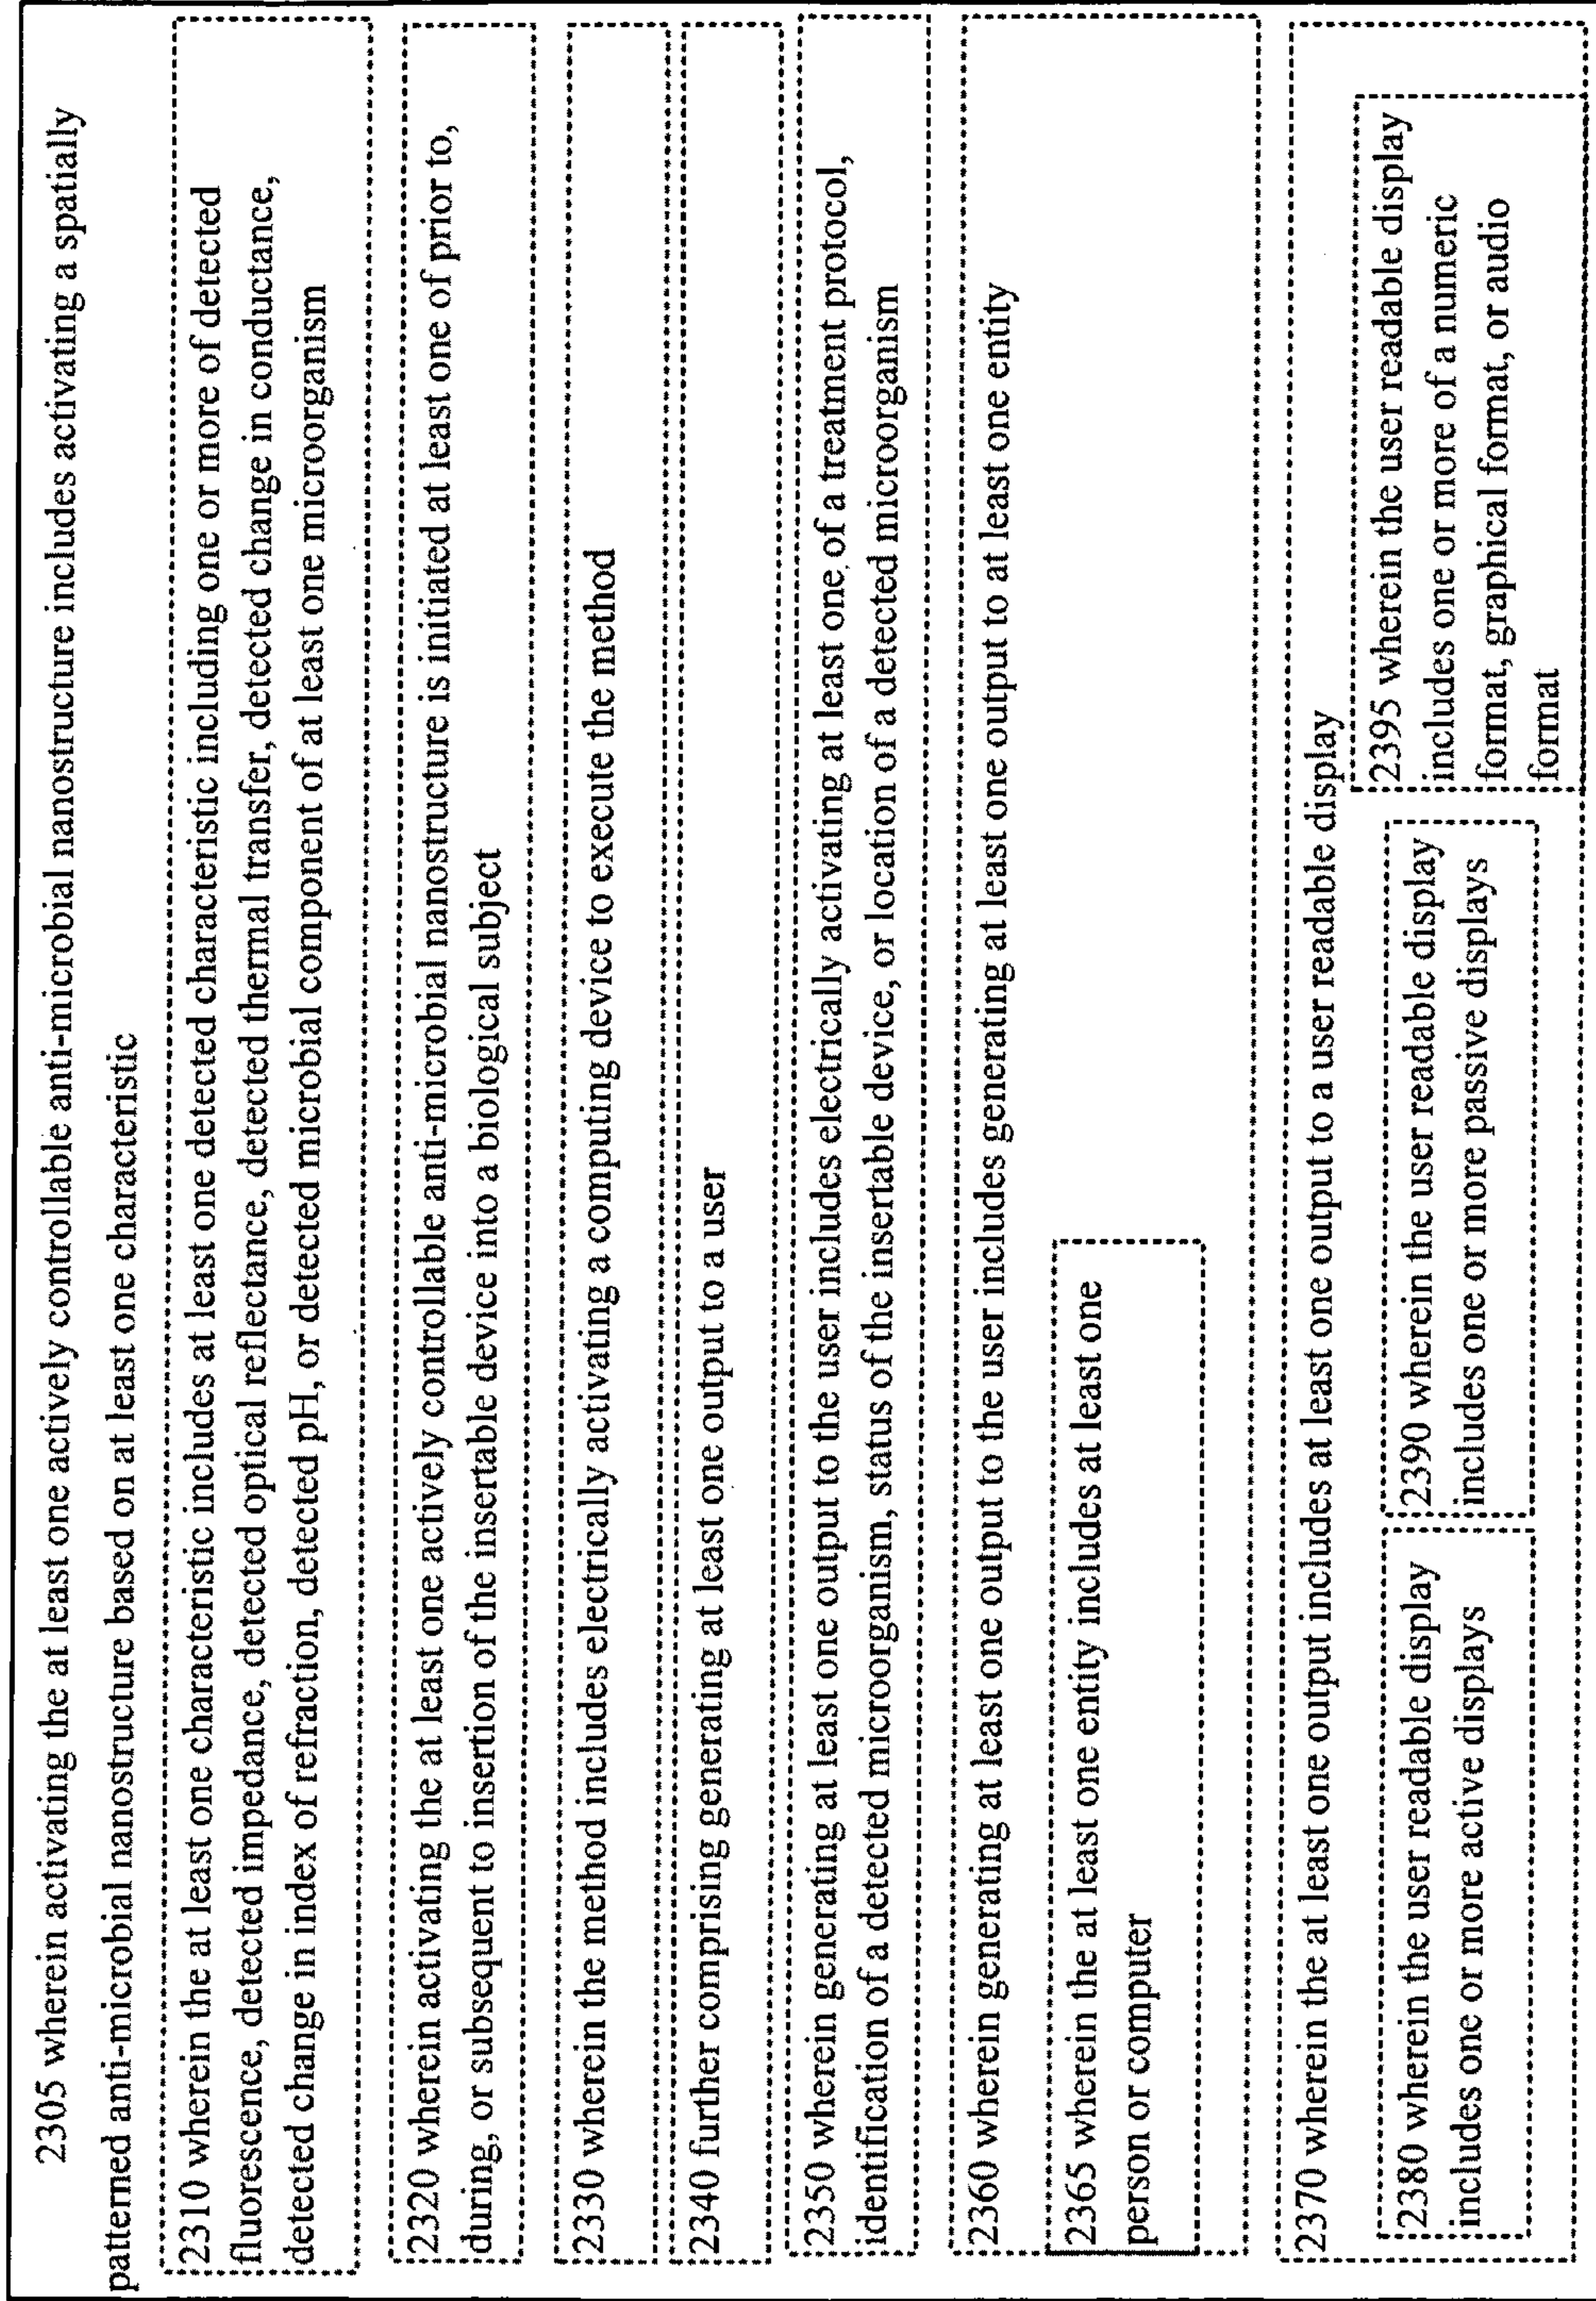 2305 wherein activating the at least one actively controllable anti-microbial nanostructure includes activating a spatially
patterned anti-microbial nanostructure based on at least one characteristic
2310 wherein the at least one characteristic includes at least one detected characteristic including one or more of detected
fluorescence, detected impedance, detected optical reflectance, detected thermal transfer, detected change in conductance,
detected change in index of refraction, detected pH, or detected microbial component of at least one microorganism
2320 wherein activating the at least one actively controllable anti-microbial nanostructure is initiated at least one of prior to,
during, or subsequent to insertion of the insertable device into a biological subject
2330 wherein the method includes electrically activating a computing device to execute the method
2340 further comprising generating at least one output to a user
2350 wherein generating at least one output to the user includes electrically activating at least one of a treatment protocol,
identification of a detected microorganism, status of the insertable device, or location of a detected microorganism
2360 wherein generating at least one output to the user includes generating at least one output to at least one entity
2365 wherein the at least one entity includes at least one
person or computer
2370 wherein the at least one output includes at least one output to a user readable display
2380 wherein the user readable display
includes one or more active displays
2390 wherein the user readable display
includes one or more passive displays
2395 wherein the user readable display
includes one or more of a numeric
format, graphical format, or audio
format